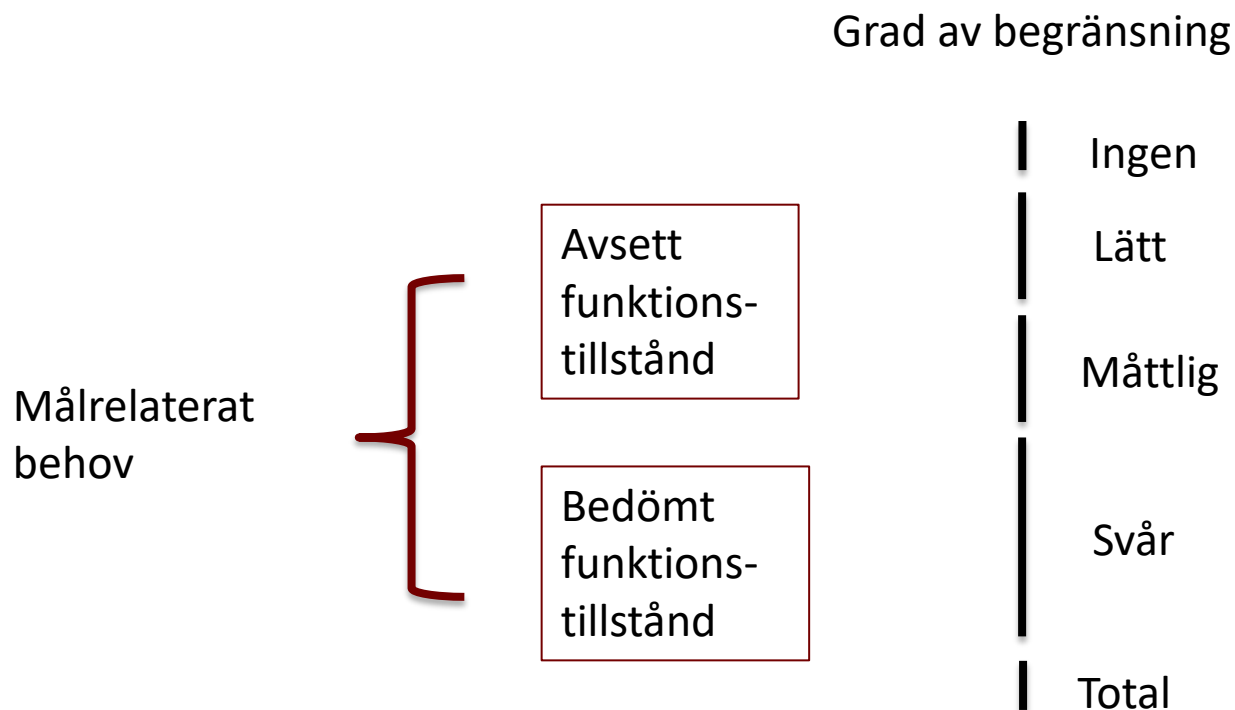 Grad av begränsning
Ingen
Lätt
Måttlig
Svår
Total
Avsett
funktions-
tillstånd
Bedömt
funktions-
tillstånd
Målrelaterat
behov